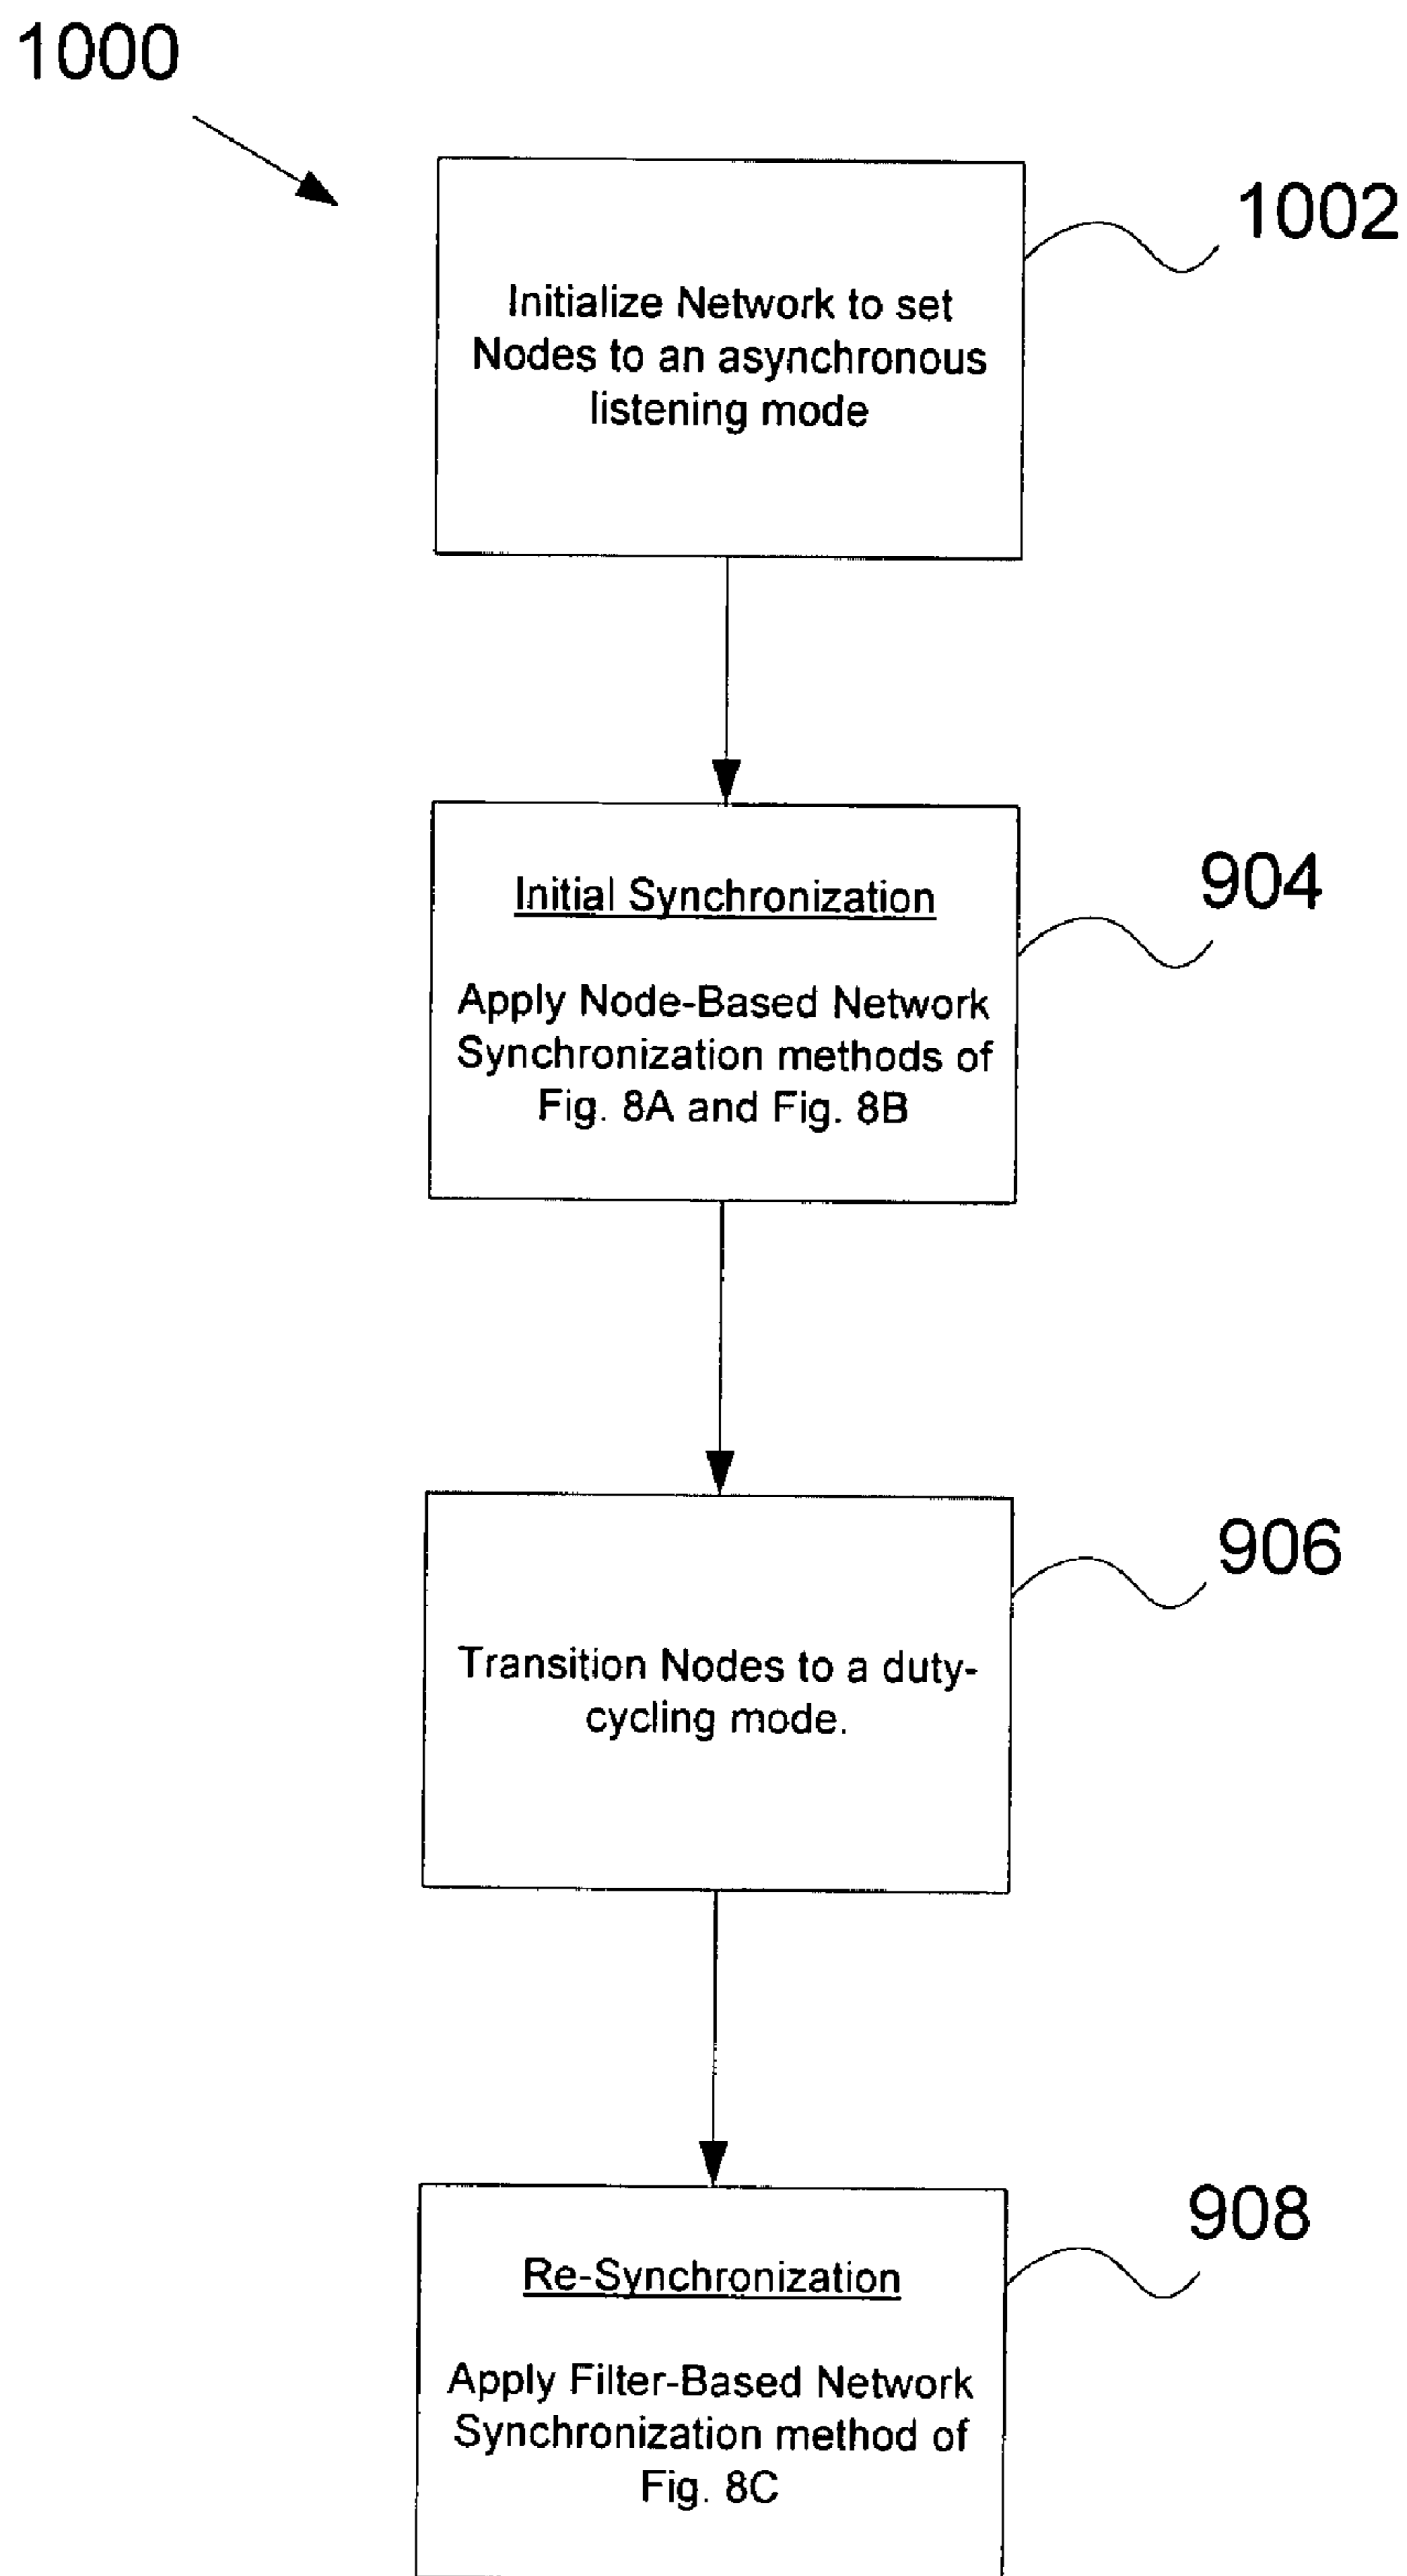 1000
1002
Initialize Network to set
Nodes to an asynchronous
listening mode
904
Initial Synchronization
Apply Node-Based Network
Synchronization methods of
Fig. 8A and Fig. 8B
906
Transition Nodes to a duty-
cycling mode.
908
Re-Synchronization
Apply Filter-Based Network
Synchronization method of
Fig. 8C